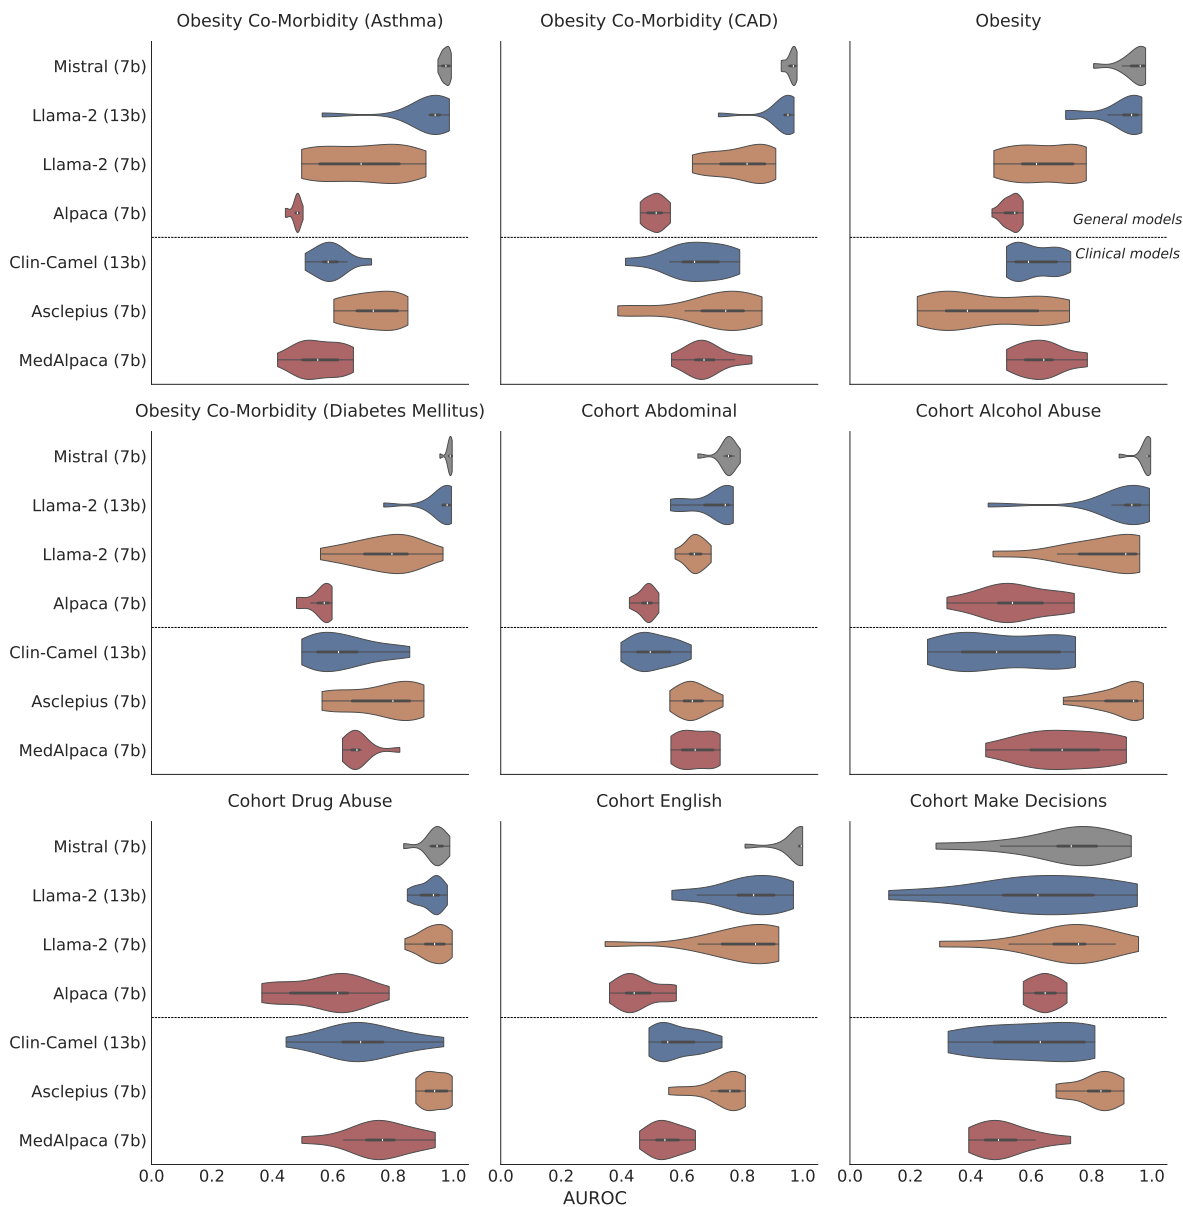 Obesity Co-Morbidity (Asthma) Obesity Co-Morbidity (CAD) Obesity
Mistral (7b)
Llama-2 (13b)
Llama-2 (7b)
Alpaca (7b)
General models
Clinical models
Clin-Camel (13b)
Asclepius (7b)
MedAlpaca (7b)
Obesity Co-Morbidity (Diabetes Mellitus) Cohort Abdominal Cohort Alcohol Abuse
Mistral (7b)
Llama-2 (13b)
Llama-2 (7b)
Alpaca (7b)
Clin-Camel (13b)
Asclepius (7b)
MedAlpaca (7b)
Cohort Drug Abuse Cohort English Cohort Make Decisions
Mistral (7b)
Llama-2 (13b)
Llama-2 (7b)
Alpaca (7b)
Clin-Camel (13b)
Asclepius (7b)
MedAlpaca (7b)
0.0 0.2 0.4 0.6 0.8 1.0 0.0 0.2 0.4 0.6 0.8 1.0 0.0 0.2 0.4 0.6 0.8 1.0
AUROC